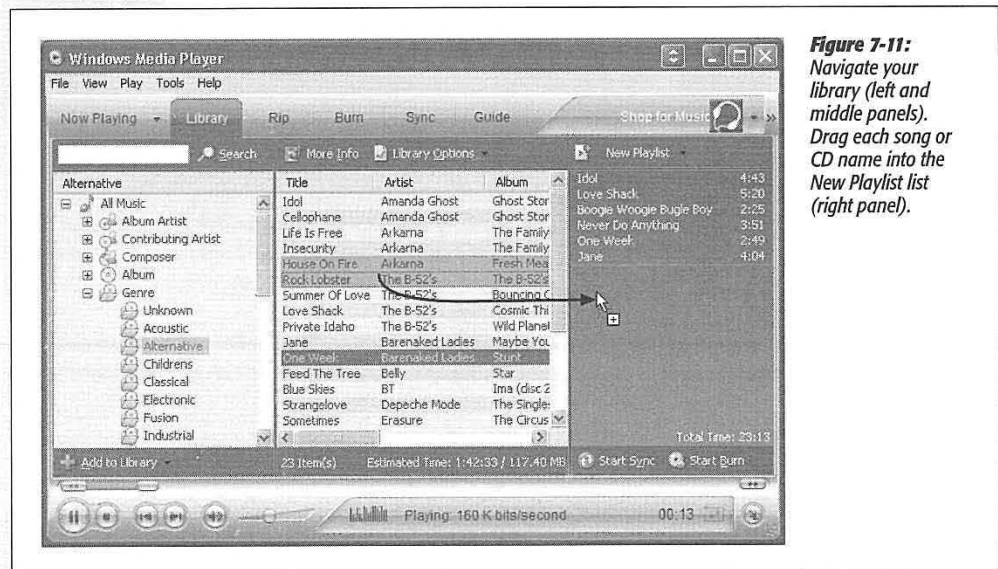 Windows Media Player
File View Play Tools Help
Now Playing Library Rip Burn Sync Guide Shop for Music
Search More Info Library Options New Playlist
Alternative
All Music
Album Artist
Contributing Artist
Composer
Album
Genre
Unknown
Acoustic
Alternative
Childrens
Classical
Electronic
Fusion
Industrial
Title Artist Album
Idol Amanda Ghost Ghost Stor
Cellophane Amanda Ghost Ghost Stor
Life Is Free Arkarna The Family
Insecurity Arkarna The Family
House On Fire Arkarna Fresh Mea
Rock Lobster The B-52's The B-52's
Summer Of Love The B-52's Bouncing
Love Shack The B-52's Cosmic Thi
Private Idaho The B-52's Wild Planet
Jane Barenaked Ladies Maybe You
One Week Barenaked Ladies Stunt
Feed The Tree Belly Star
Blue Skies BT Ima (disc 2
Strangelove Depeche Mode The Singles
Sometimes Erasure The Circus
Idol 4:43
Love Shack 5:20
Boogie Woogie Bugle Boy 2:25
Never Do Anything 3:51
One Week 2:49
Jane 4:04
Total Time: 23:13
Add to Library 23 Item(s) Estimated Time: 1:42:33 / 117.40 MB Start Sync Start Burn
Playing: 160 K bits/second 00:13
Figure 7-11:
Navigate your
library (left and
middle panels).
Drag each song or
CD name into the
New Playlist list
(right panel).